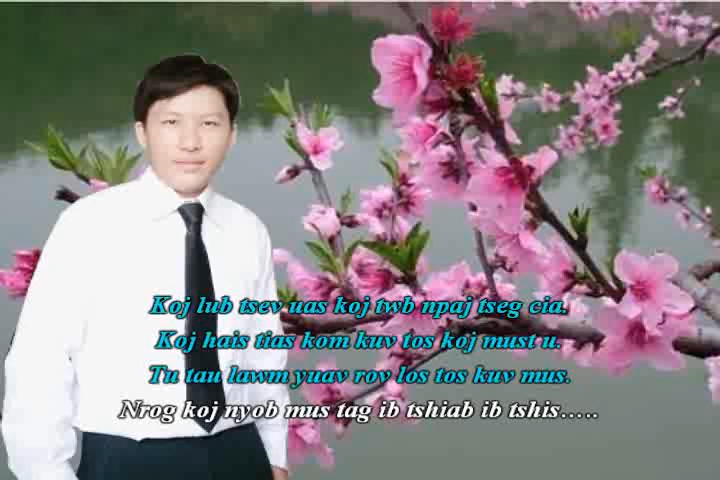 Koj lub tsev uas koj twb npaj tseg cia.
Koj hais tias kom kuv tos koj must u.
Tu tau lawm yuav rov los tos kuv mus.
Nrog koj nyob mus tag ib tshiab ib tshis.....